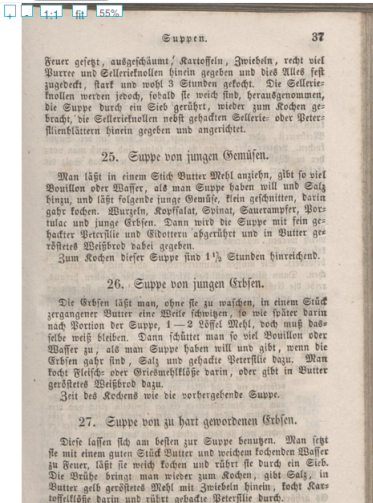 1:1 fit 55%
Suppen. 37
Feuer gesetzt, ausgeschäumt, Kartoffeln, Zwiebeln, recht viel
Purree und Sellerieknollen hinein gegeben und dies Alles fest
zugedeckt, stark und wohl 3 Stunden gekocht. Die Sellerie-
knollen werden jedoch, sobald sie weich sind, herausgenommen,
die Suppe durch ein Sieb gerührt, wieder zum Kochen ge-
bracht, die Sellerieknollen nebst gehackten Sellerie- oder Peter-
silienblättern hinein gegeben und angerichtet.
25. Suppe von jungen Gemüsen.
Man läßt in einem Stich Butter Mehl anziehn, gibt so viel
Bouillon oder Wasser, als man Suppe haben will und Salz
hinzu, und läßt folgende junge Gemüse, klein geschnitten, darin
gahr kochen. Wurzeln, Kopfsalat, Spinat, Sauerampfer, Por-
tulac und junge Erbsen. Dann wird die Suppe mit fein ge-
hackter Petersilie und Eidottern abgerührt und in Butter ge-
röstetes Weißbrod dabei gegeben.
Zum Kochen dieser Suppe sind 1½ Stunden hinreichend.
26. Suppe von jungen Erbsen.
Die Erbsen läßt man, ohne sie zu waschen, in einem Stück
zergangener Butter eine Weile schwitzen, so wie später darin
nach Portion der Suppe, 1—2 Löffel Mehl, doch muß das-
selbe weiß bleiben. Dann schüttet man so viel Bouillon oder
Wasser zu, als man Suppe haben will und gibt, wenn die
Erbsen gahr sind, Salz und gehackte Petersilie dazu. Man
kocht Fleisch- oder Griesmehlklöße darin, oder gibt in Butter
geröstetes Weißbrod dazu.
Zeit des Kochens wie die vorhergehende Suppe.
27. Suppe von zu hart gewordenen Erbsen.
Diese lassen sich am besten zur Suppe benutzen. Man setzt
sie mit einem guten Stück Butter und weichem kochenden Wasser
zu Feuer, läßt sie weich kochen und rührt sie durch ein Sieb.
Die Brühe bringt man wieder zum Kochen, gibt Salz, in
Butter gelb geröstetes Mehl mit Zwiebeln hinein, kocht Kar-
toffelklöße darin und rührt gehackte Petersilie durch.